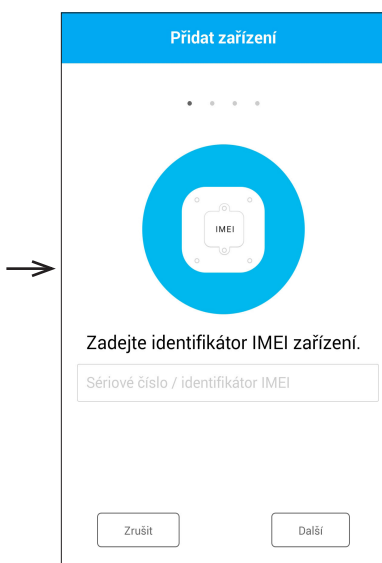 Přidat zařízení
IMEI
Zadejte identifikátor IMEI zařízení.
Sériové číslo / identifikátor IMEI
Zrušit
Další